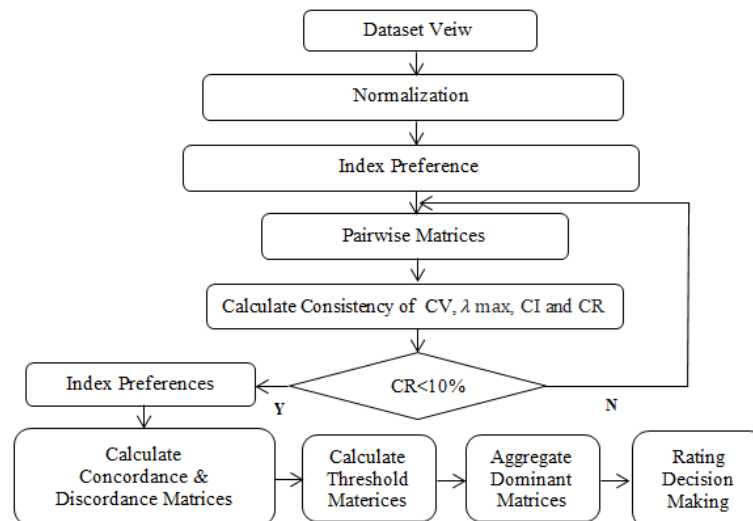 Dataset Veiw
Normalization
Index Preference
Pairwise Matrices
Calculate Consistency of CV, λ max, CI and CR
CR<10%
Index Preferences
Y
N
Calculate
Concordance &
Discordance Matrices
Calculate
Threshold
Materices
Aggregate
Dominant
Matrices
Rating
Decision
Making